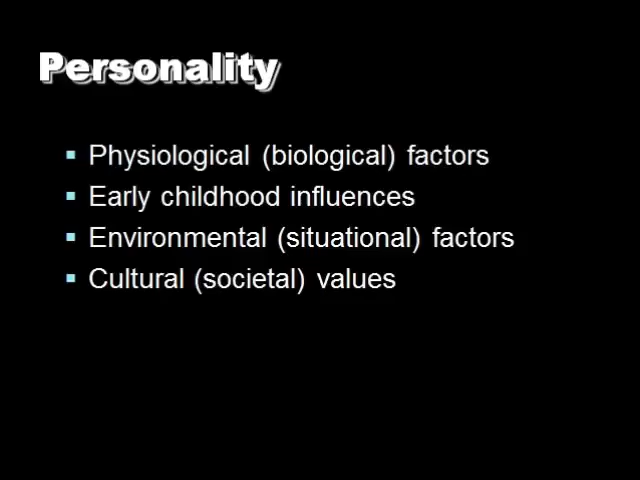 Personality
▪ Physiological (biological) factors
▪ Early childhood influences
▪ Environmental (situational) factors
▪ Cultural (societal) values